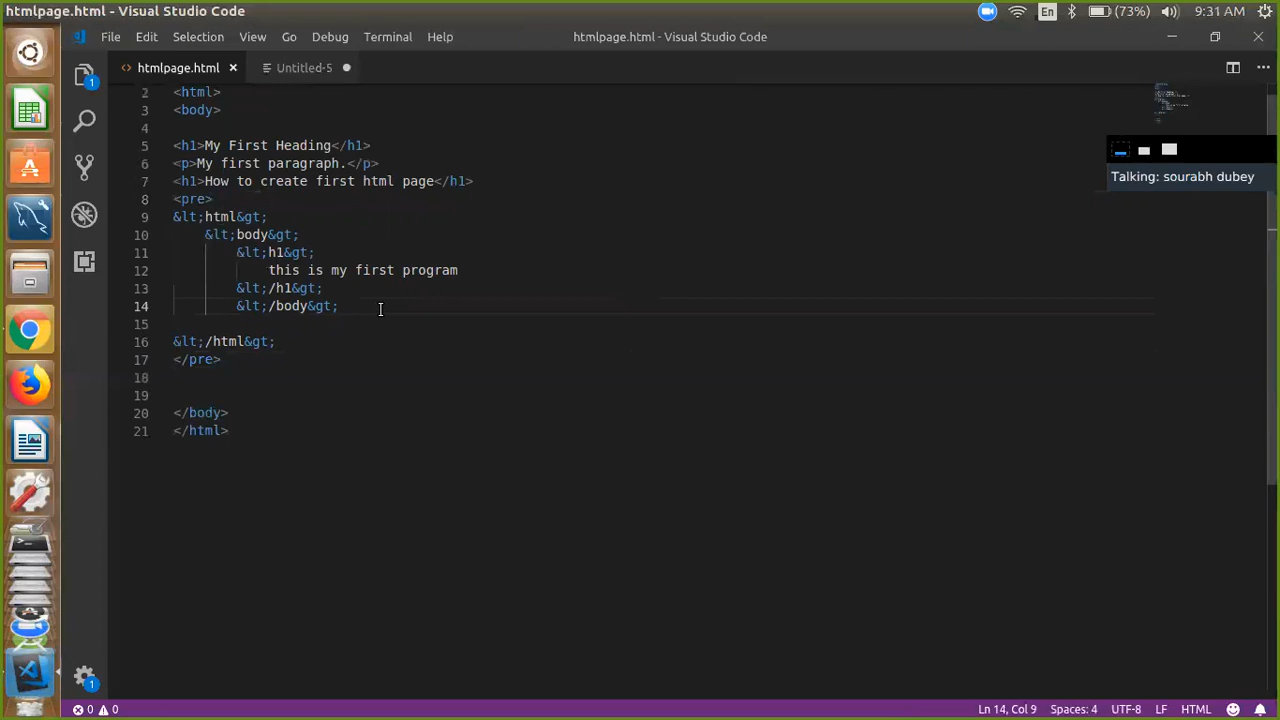 htmlpage.html - Visual Studio Code
En
(73%)
9:31 AM
File Edit Selection View Go Debug Terminal Help
htmlpage.html - Visual Studio Code
1
<> htmlpage.html
Untitled-5
2 <html>
3 <body>
4
5 <h1>My First Heading</h1>
6 <p>My first paragraph.</p>
7 <h1>How to create first html page</h1>
8 <pre>
9 &lt;html&gt;
10 &lt;body&gt;
11 &lt;h1&gt;
12 this is my first program
13 &lt;/h1&gt;
14 &lt;/body&gt;
15
16 &lt;/html&gt;
17 </pre>
18
19
20 </body>
21 </html>
Talking: sourabh dubey
1
0 0
Ln 14, Col 9 Spaces: 4 UTF-8 LF HTML